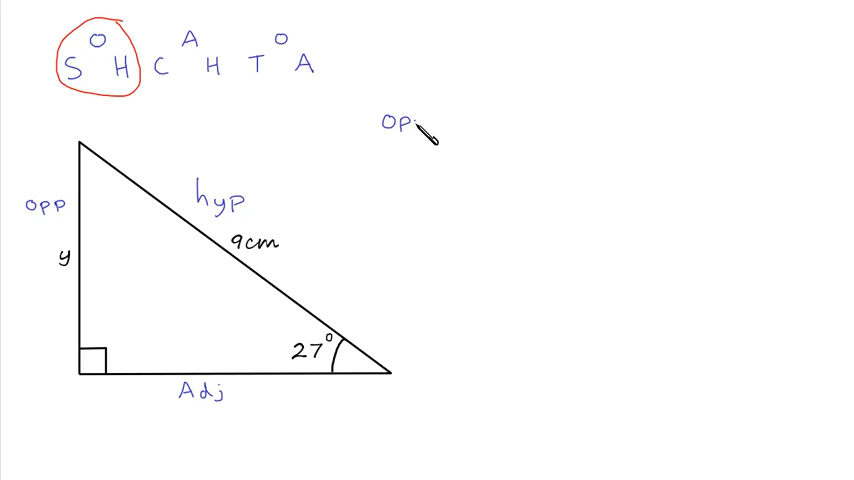 S O H C A H T O A
OP
hyp
OPP
9cm
y
27°
Adj